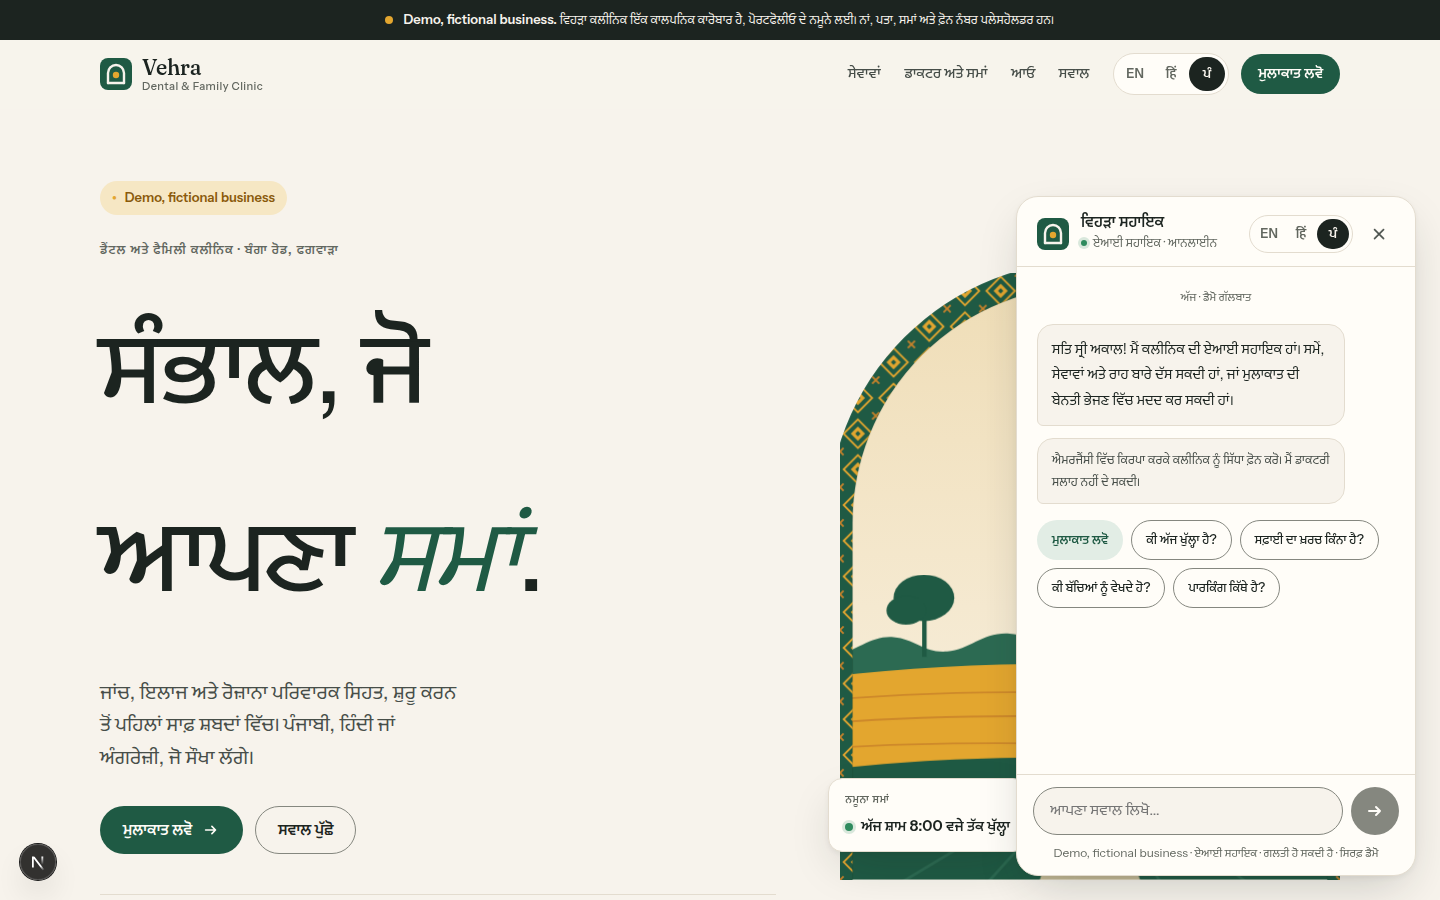 Demo, fictional business. ਵਿਹੜਾ ਕਲੀਨਿਕ ਇੱਕ ਕਾਲਪਨਿਕ ਕਾਰੋਬਾਰ ਹੈ, ਪੋਰਟਫੋਲੀਓ ਦੇ ਨਮੂਨੇ ਲਈ। ਨਾਂ, ਪਤਾ, ਸਮਾਂ ਅਤੇ ਫ਼ੋਨ ਨੰਬਰ ਪਲੇਸਹੋਲਡਰ ਹਨ।
Vehra
Dental & Family Clinic
ਸੇਵਾਵਾਂ ਡਾਕਟਰ ਅਤੇ ਸਮਾਂ ਆਓ ਸਵਾਲ EN हिं ਪੰ ਮੁਲਾਕਾਤ ਲਵੋ
Demo, fictional business
ਡੈਂਟਲ ਅਤੇ ਫੈਮਿਲੀ ਕਲੀਨਿਕ · ਬੰਗਾ ਰੋਡ, ਫਗਵਾੜਾ
ਸੰਭਾਲ, ਜੋ
ਆਪਣਾ ਸਮਾਂ.
ਜਾਂਚ, ਇਲਾਜ ਅਤੇ ਰੋਜ਼ਾਨਾ ਪਰਿਵਾਰਕ ਸਿਹਤ, ਸ਼ੁਰੂ ਕਰਨ
ਤੋਂ ਪਹਿਲਾਂ ਸਾਫ਼ ਸ਼ਬਦਾਂ ਵਿੱਚ। ਪੰਜਾਬੀ, ਹਿੰਦੀ ਜਾਂ
ਅੰਗਰੇਜ਼ੀ, ਜੋ ਸੌਖਾ ਲੱਗੇ।
ਮੁਲਾਕਾਤ ਲਵੋ →
ਸਵਾਲ ਪੁੱਛੋ
N
ਨਮੂਨਾ ਸਮਾਂ
ਅੱਜ ਸ਼ਾਮ 8:00 ਵਜੇ ਤੱਕ ਖੁੱਲ੍ਹਾ
ਵਿਹੜਾ ਸਹਾਇਕ
ਏਆਈ ਸਹਾਇਕ · ਆਨਲਾਈਨ
EN हिं ਪੰ
ਅੱਜ · ਡੈਮੋ ਗੱਲਬਾਤ
ਸਤਿ ਸ੍ਰੀ ਅਕਾਲ! ਮੈਂ ਕਲੀਨਿਕ ਦੀ ਏਆਈ ਸਹਾਇਕ ਹਾਂ। ਸਮੇਂ,
ਸੇਵਾਵਾਂ ਅਤੇ ਰਾਹ ਬਾਰੇ ਦੱਸ ਸਕਦੀ ਹਾਂ, ਜਾਂ ਮੁਲਾਕਾਤ ਦੀ
ਬੇਨਤੀ ਭੇਜਣ ਵਿੱਚ ਮਦਦ ਕਰ ਸਕਦੀ ਹਾਂ।
ਐਮਰਜੈਂਸੀ ਵਿੱਚ ਕਿਰਪਾ ਕਰਕੇ ਕਲੀਨਿਕ ਨੂੰ ਸਿੱਧਾ ਫ਼ੋਨ ਕਰੋ। ਮੈਂ ਡਾਕਟਰੀ
ਸਲਾਹ ਨਹੀਂ ਦੇ ਸਕਦੀ।
ਮੁਲਾਕਾਤ ਲਵੋ
ਕੀ ਅੱਜ ਖੁੱਲ੍ਹਾ ਹੈ?
ਸਫ਼ਾਈ ਦਾ ਖ਼ਰਚ ਕਿੰਨਾ ਹੈ?
ਕੀ ਬੱਚਿਆਂ ਨੂੰ ਵੇਖਦੇ ਹੋ?
ਪਾਰਕਿੰਗ ਕਿੱਥੇ ਹੈ?
ਆਪਣਾ ਸਵਾਲ ਲਿਖੋ...
Demo, fictional business · ਏਆਈ ਸਹਾਇਕ · ਗਲਤੀ ਹੋ ਸਕਦੀ ਹੈ · ਸਿਰਫ਼ ਡੈਮੋ